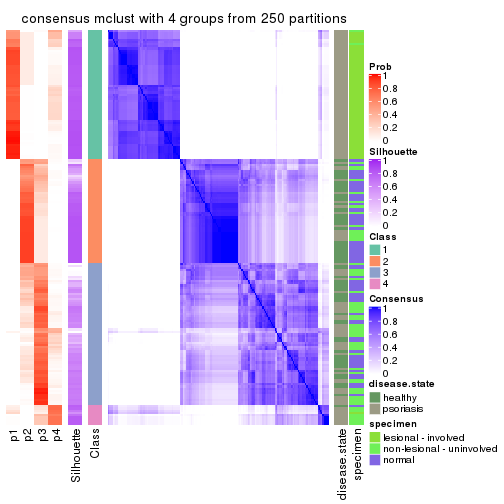 consensus mclust with 4 groups from 250 partitions
Prob
1
0.8
0.6
0.4
0.2
0
Silhouette
1
0.8
0.6
0.4
0.2
0
Class
1
2
3
4
Consensus
1
0.8
0.6
0.4
0.2
0
disease.state
healthy
psoriasis
specimen
lesional - involved
non-lesional - uninvolved
normal
p1
p2
p3
p4
Silhouette
Class
disease.state
specimen